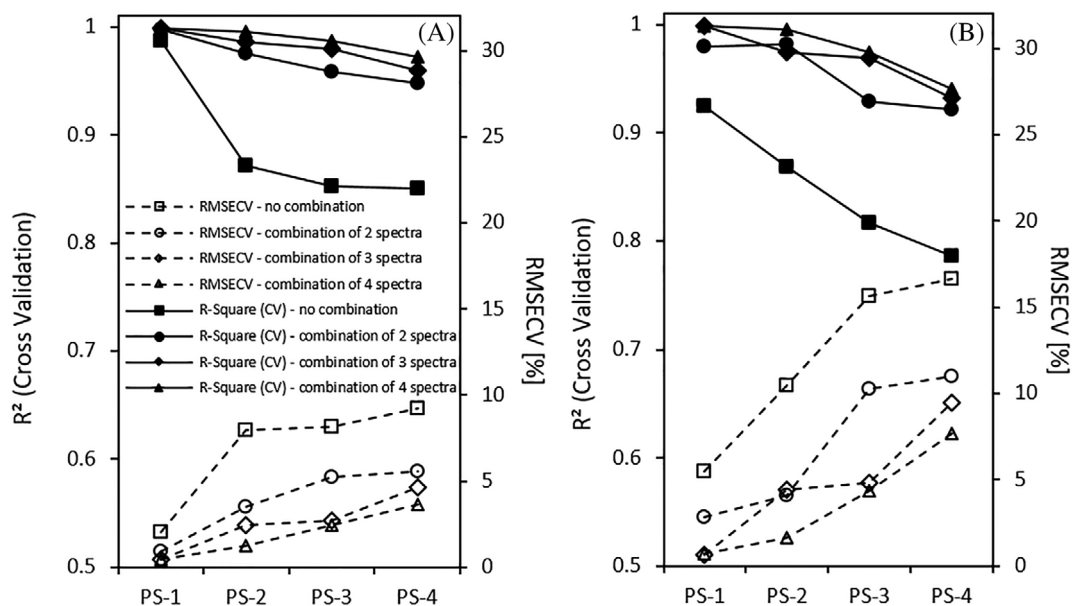 (A)
1
0.9
0.8
0.7
0.6
0.5
R² (Cross Validation)
30
25
20
15
10
5
0
RMSECV [%]
RMSECV - no combination
RMSECV - combination of 2 spectra
RMSECV - combination of 3 spectra
RMSECV - combination of 4 spectra
R-Square (CV) - no combination
R-Square (CV) - combination of 2 spectra
R-Square (CV) - combination of 3 spectra
R-Square (CV) - combination of 4 spectra
PS-1 PS-2 PS-3 PS-4
(B)
1
0.9
0.8
0.7
0.6
0.5
R² (Cross Validation)
30
25
20
15
10
5
0
RMSECV [%]
PS-1 PS-2 PS-3 PS-4